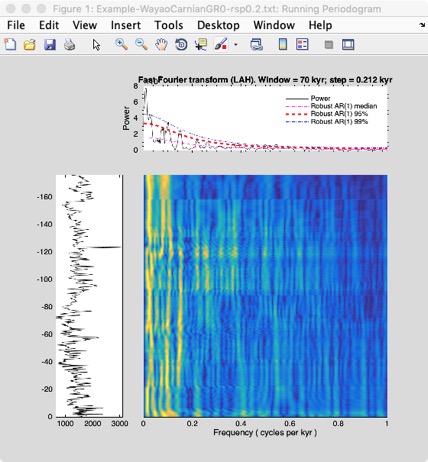 Figure 1: Example-WayaoCarnianGR0-rsp0.2.txt: Running Periodogram
File Edit View Insert Tools Desktop Window Help
Fast Fourier transform (LAH). Window = 70 kyr; step = 0.212 kyr
8
6
4
2
0
Power
Power
Robust AR(1) median
Robust AR(1) 95%
Robust AR(1) 99%
-160
-140
-120
-100
-80
-60
-40
-20
0
1000 2000 3000
0 0.2 0.4 0.6 0.8 1
Frequency ( cycles per kyr )